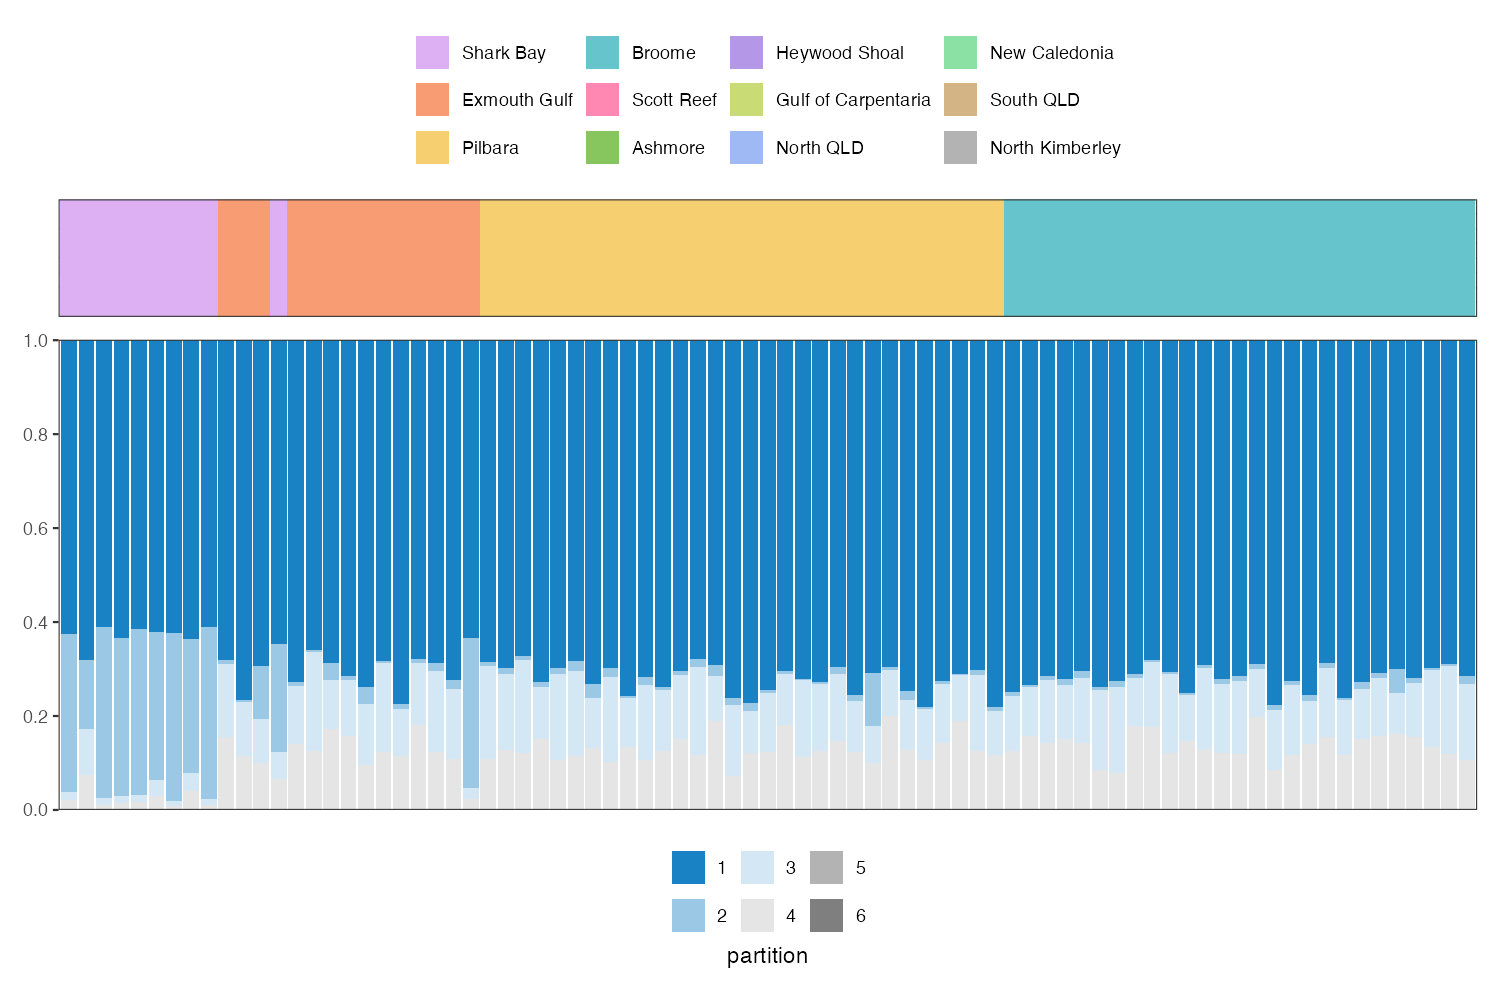 Shark Bay Broome Heywood Shoal New Caledonia
Exmouth Gulf Scott Reef Gulf of Carpentaria South QLD
Pilbara Ashmore North QLD North Kimberley
1.0
0.8
0.6
0.4
0.2
0.0
1 3 5
2 4 6
partition